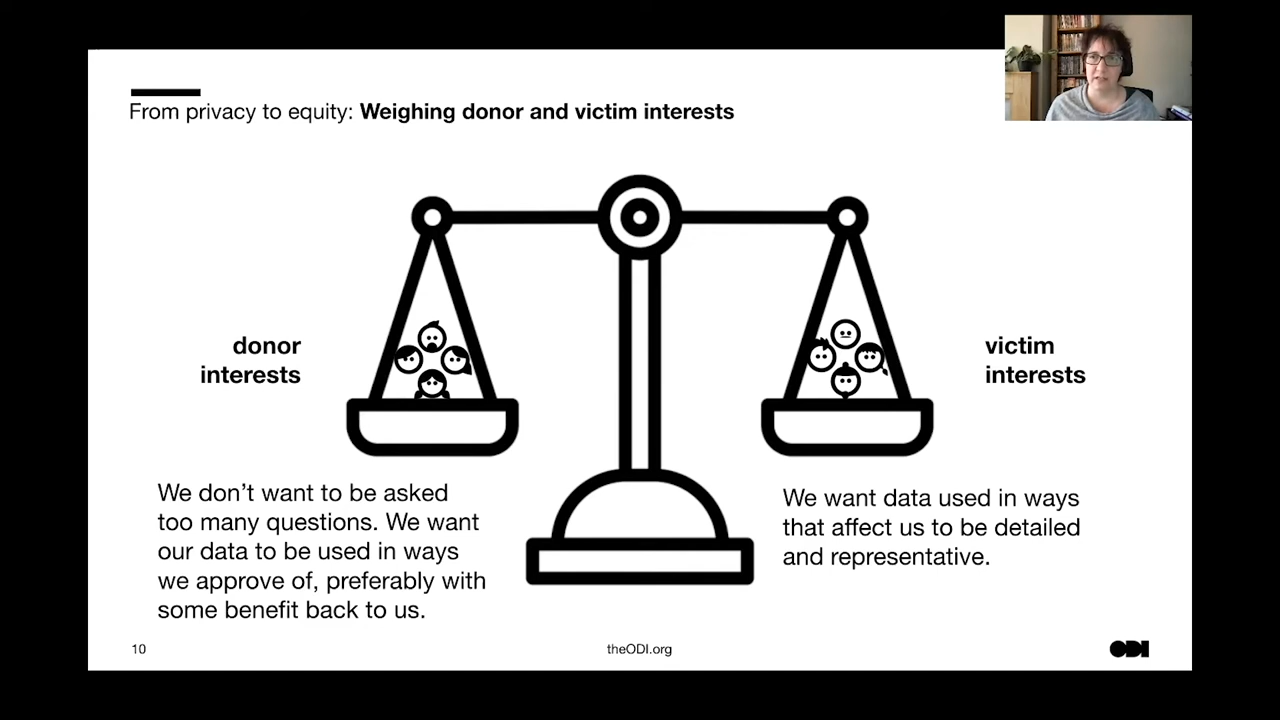 From privacy to equity: Weighing donor and victim interests
donor
interests
victim
interests
We don’t want to be asked
too many questions. We want
our data to be used in ways
we approve of, preferably with
some benefit back to us.
We want data used in ways
that affect us to be detailed
and representative.
10
theODI.org
ODI